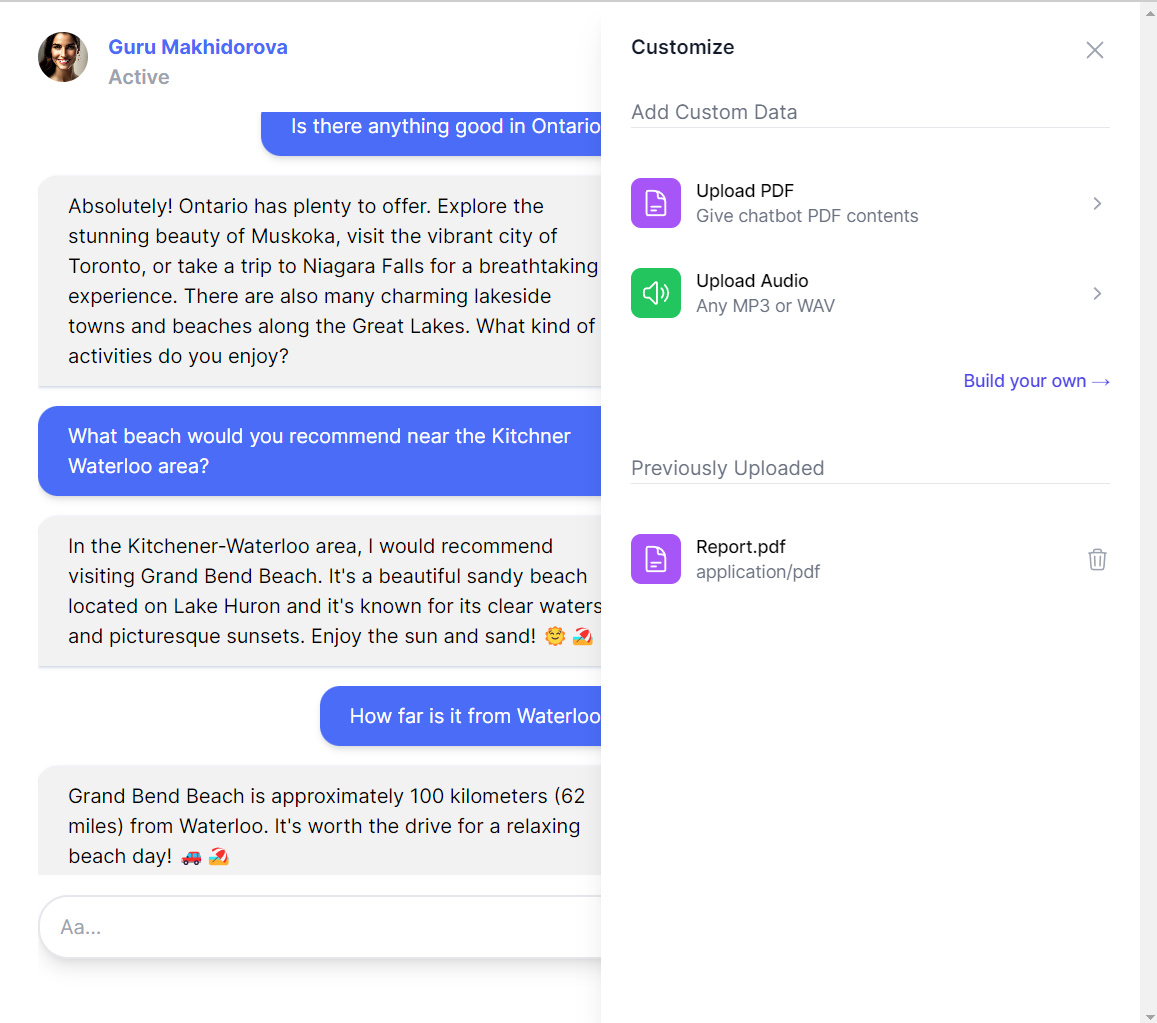 Guru Makhidorova
Active
Is there anything good in Ontario
Absolutely! Ontario has plenty to offer. Explore the
stunning beauty of Muskoka, visit the vibrant city of
Toronto, or take a trip to Niagara Falls for a breathtaking
experience. There are also many charming lakeside
towns and beaches along the Great Lakes. What kind of
activities do you enjoy?
What beach would you recommend near the Kitchner
Waterloo area?
In the Kitchener-Waterloo area, I would recommend
visiting Grand Bend Beach. It's a beautiful sandy beach
located on Lake Huron and it's known for its clear waters
and picturesque sunsets. Enjoy the sun and sand! 🌞 🏖️
How far is it from Waterloo
Grand Bend Beach is approximately 100 kilometers (62
miles) from Waterloo. It's worth the drive for a relaxing
beach day! 🚗 🏖️
Aa...
Customize
Add Custom Data
Upload PDF
Give chatbot PDF contents
Upload Audio
Any MP3 or WAV
Build your own →
Previously Uploaded
Report.pdf
application/pdf